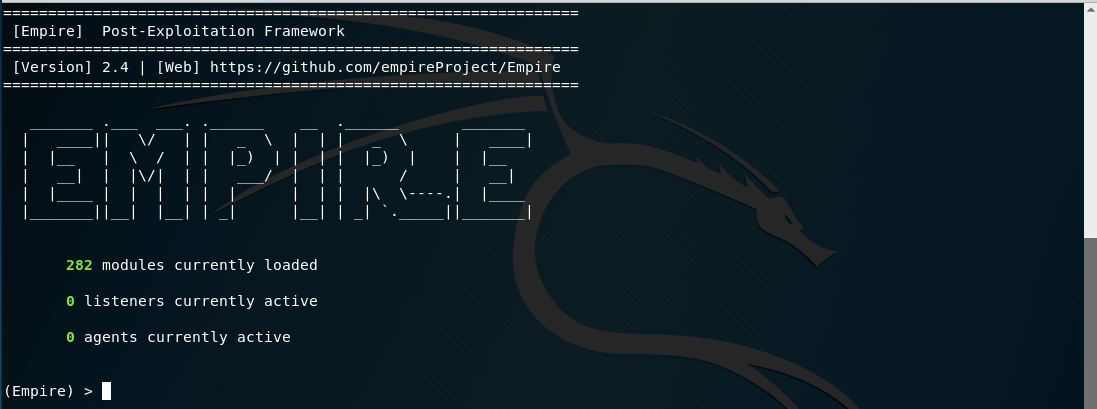 ================================================================
[Empire]  Post-Exploitation Framework
================================================================
[Version] 2.4 | [Web] https://github.com/empireProject/Empire
================================================================
EMPIRE
282 modules currently loaded
0 listeners currently active
0 agents currently active
(Empire) >